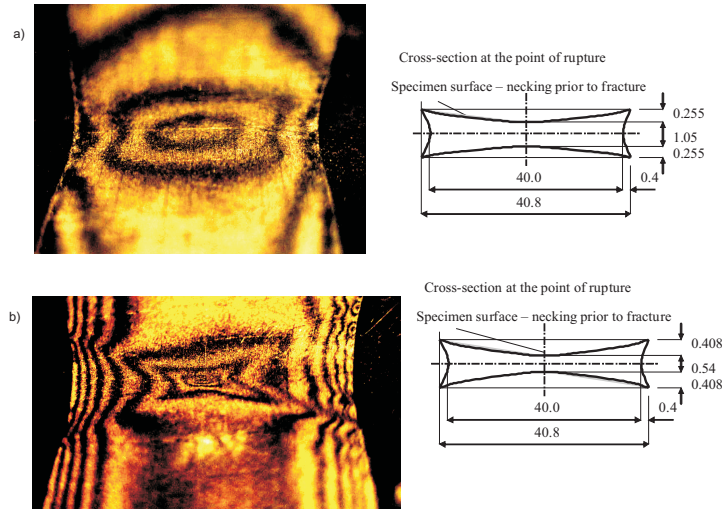 a)
Cross-section at the point of rupture
Specimen surface – necking prior to fracture
0.255
1.05
0.255
40.0
0.4
40.8
b)
Cross-section at the point of rupture
Specimen surface – necking prior to fracture
0.408
0.54
0.408
40.0
0.4
40.8